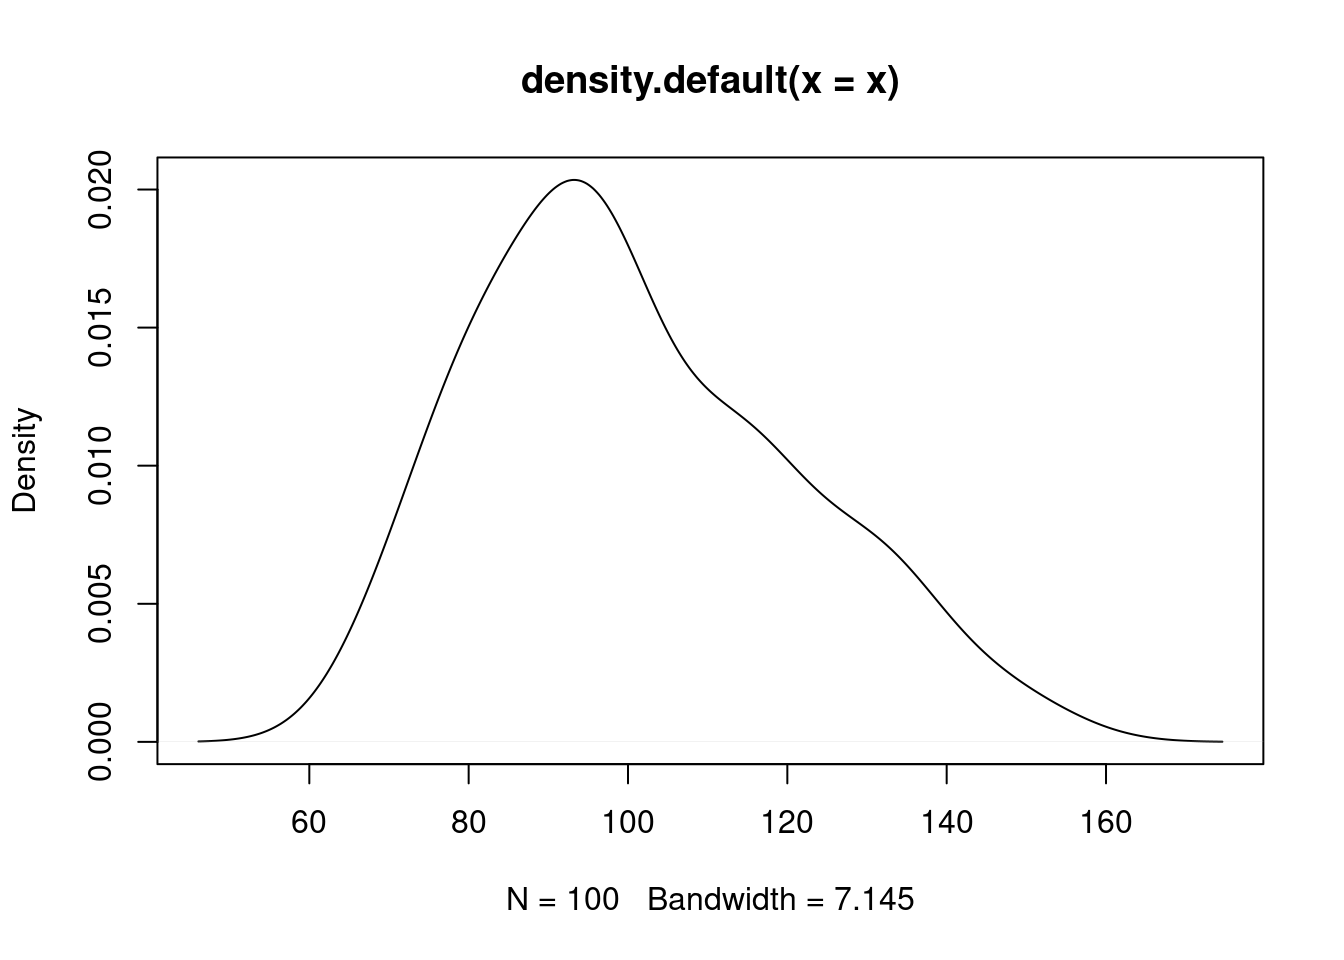 density.default(x = x)
Density
0.020
0.015
0.010
0.005
0.000
60 80 100 120 140 160
N = 100 Bandwidth = 7.145